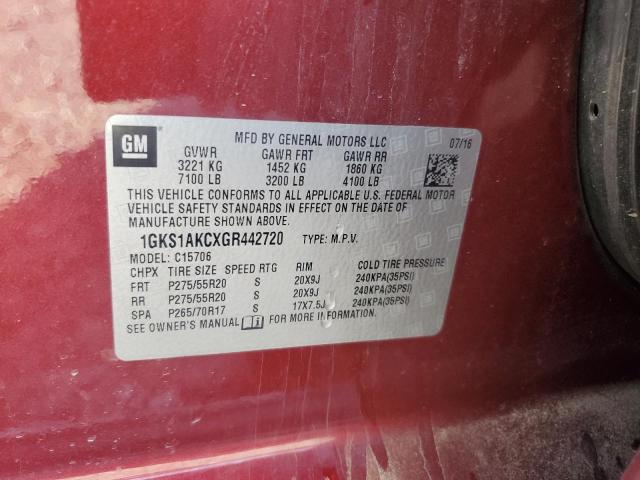 GM
MFD BY GENERAL MOTORS LLC 07/16
GVWR GAWR FRT GAWR RR
3221 KG 1452 KG 1860 KG
7100 LB 3200 LB 4100 LB
THIS VEHICLE CONFORMS TO ALL APPLICABLE U.S. FEDERAL MOTOR
VEHICLE SAFETY STANDARDS IN EFFECT ON THE DATE OF
MANUFACTURE SHOWN ABOVE.
1GKS1AKCXGR442720 TYPE: M.P.V.
MODEL: C15706
CHPX TIRE SIZE SPEED RTG RIM COLD TIRE PRESSURE
FRT P275/55R20 S 20X9J 240KPA(35PSI)
RR P275/55R20 S 20X9J 240KPA(35PSI)
SPA P265/70R17 S 17X7.5J 240KPA(35PSI)
SEE OWNER'S MANUAL FOR MORE INFORMATION.